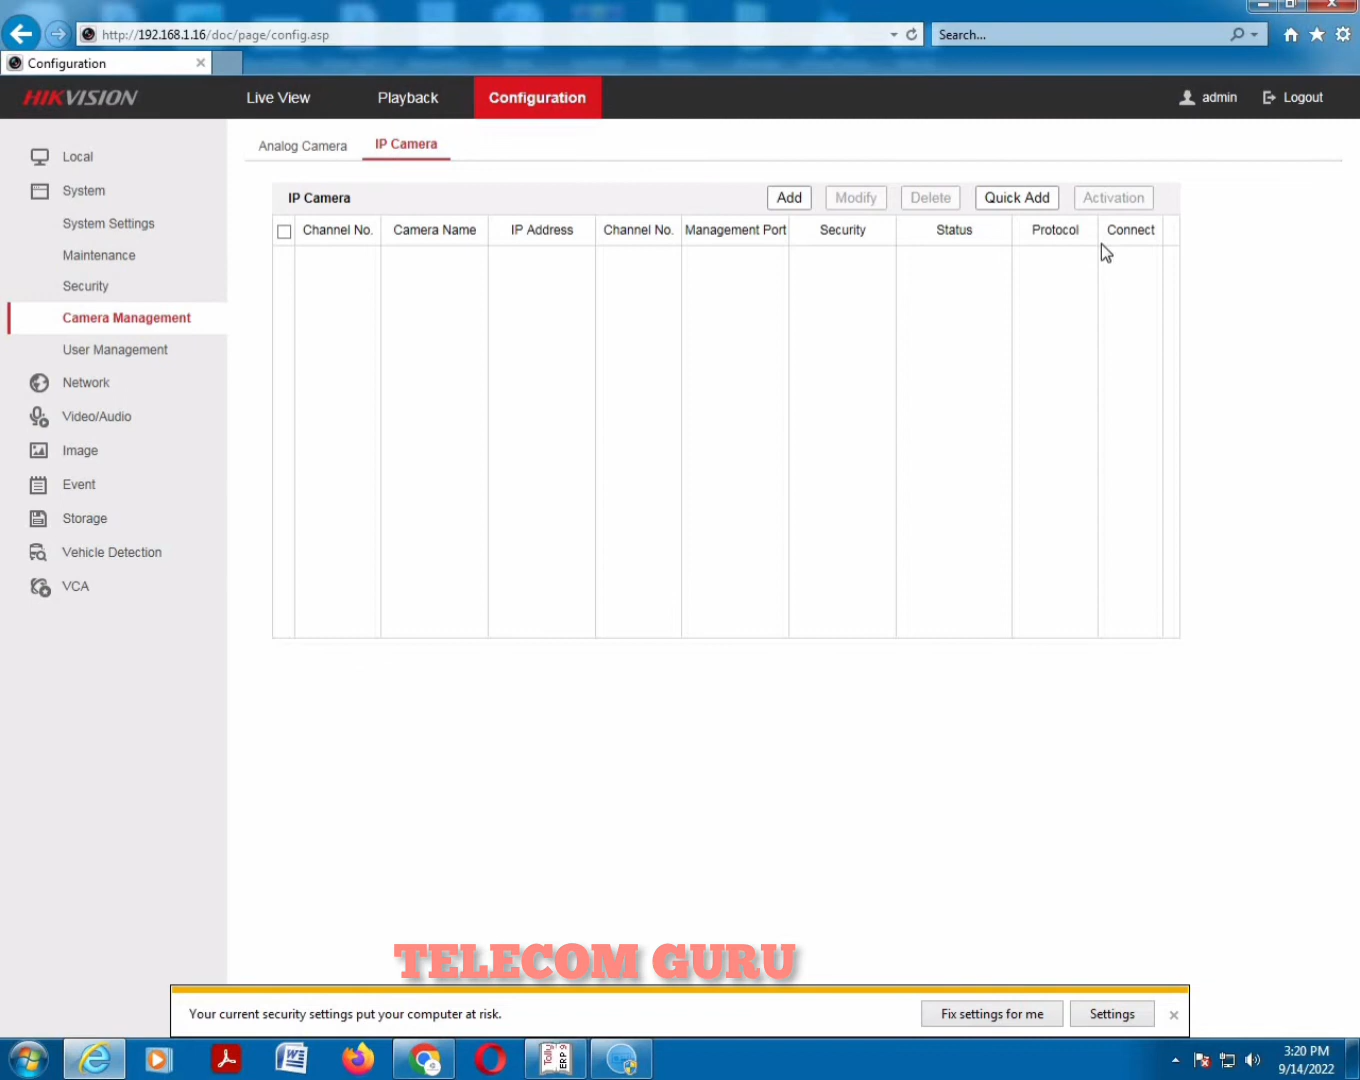 http://192.168.1.16/doc/page/config.asp
Search...
Configuration
HIKVISION
Live View
Playback
Configuration
admin
Logout
Local
System
System Settings
Maintenance
Security
Camera Management
User Management
Network
Video/Audio
Image
Event
Storage
Vehicle Detection
VCA
Analog Camera
IP Camera
IP Camera
Add
Modify
Delete
Quick Add
Activation
Channel No.
Camera Name
IP Address
Channel No.
Management Port
Security
Status
Protocol
Connect
TELECOM GURU
Your current security settings put your computer at risk.
Fix settings for me
Settings
Tally
ERP 9
3:20 PM
9/14/2022